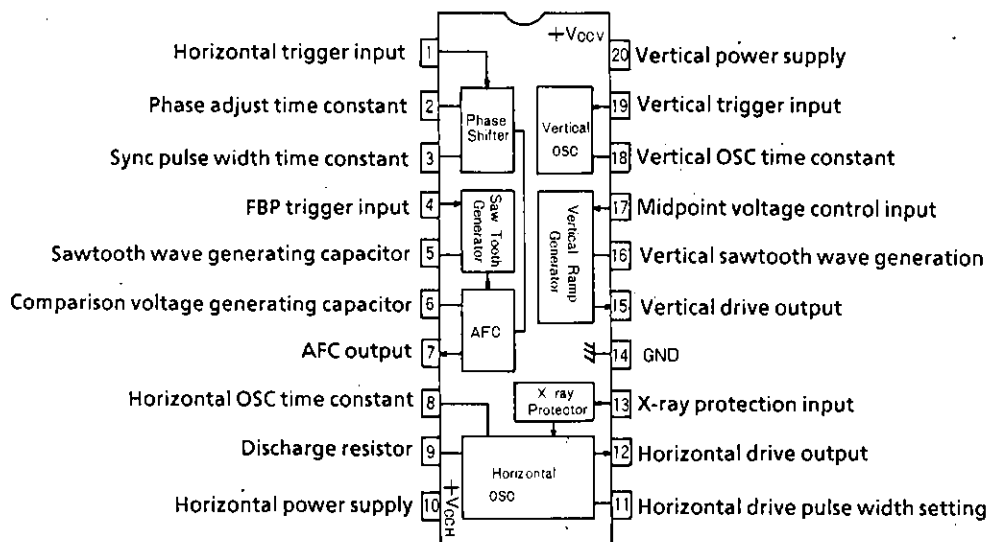 Horizontal trigger input
1
+VCCV
20
Vertical power supply
Phase adjust time constant
2
Phase
Shifter
Vertical
OSC
19
Vertical trigger input
Sync pulse width time constant
3
18
Vertical OSC time constant
FBP trigger input
4
Saw Tooth
Generator
Vertical Ramp
Generator
17
Midpoint voltage control input
Sawtooth wave generating capacitor
5
16
Vertical sawtooth wave generation
Comparison voltage generating capacitor
6
AFC
15
Vertical drive output
AFC output
7
14
GND
Horizontal OSC time constant
8
X ray
Protector
13
X-ray protection input
Discharge resistor
9
Horizontal
OSC
12
Horizontal drive output
Horizontal power supply
10
+VCCH
11
Horizontal drive pulse width setting